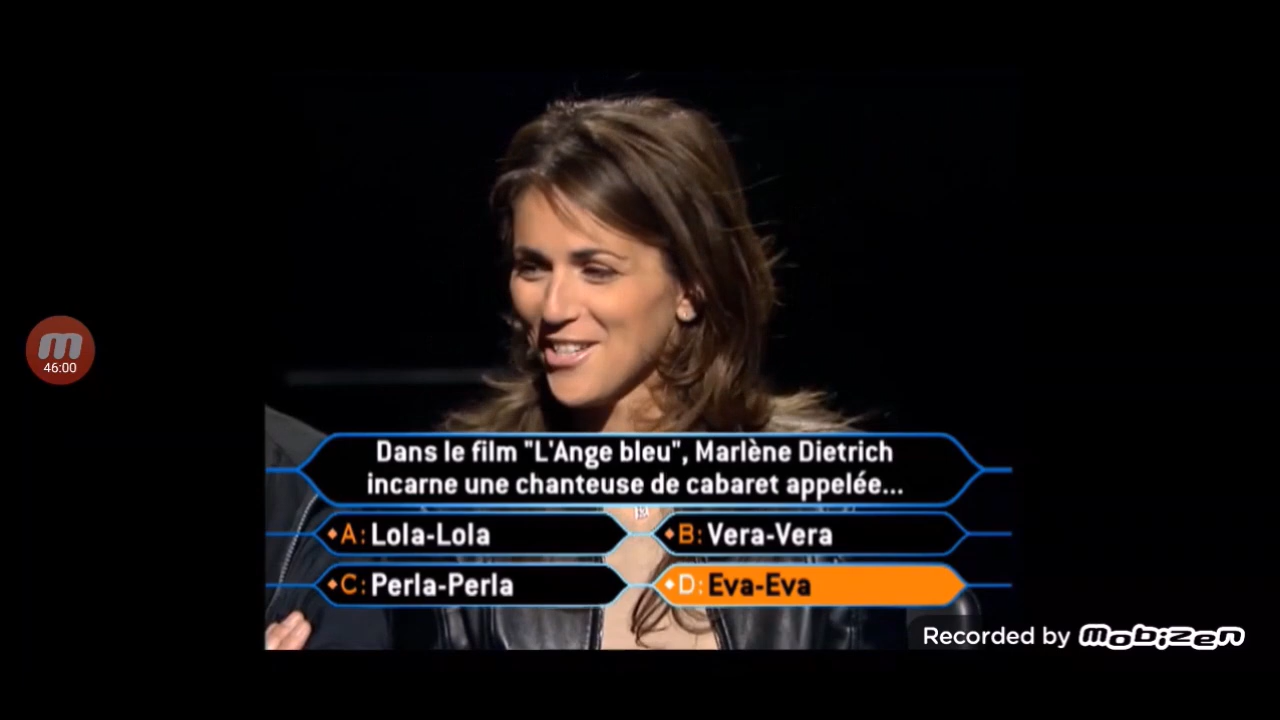 46:00
Dans le film "L'Ange bleu", Marlène Dietrich
incarne une chanteuse de cabaret appelée...
A: Lola-Lola
B: Vera-Vera
C: Perla-Perla
D: Eva-Eva
Recorded by mobizen